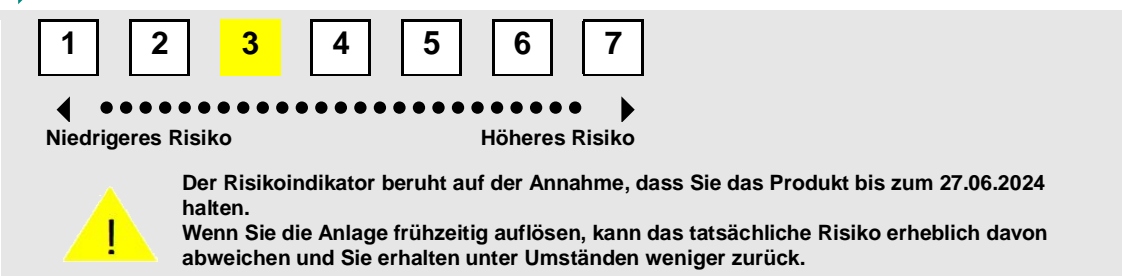 1 2 3 4 5 6 7
Niedrigeres Risiko Höheres Risiko
Der Risikoindikator beruht auf der Annahme, dass Sie das Produkt bis zum 27.06.2024
halten.
Wenn Sie die Anlage frühzeitig auflösen, kann das tatsächliche Risiko erheblich davon
abweichen und Sie erhalten unter Umständen weniger zurück.
!